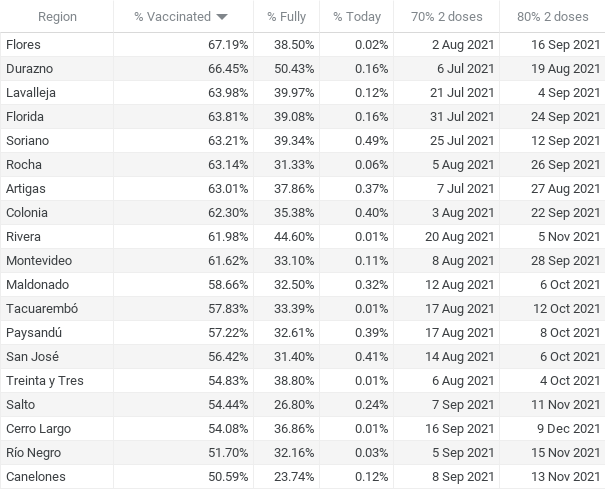 Region % Vaccinated % Fully % Today 70% 2 doses 80% 2 doses
Flores 67.19% 38.50% 0.02% 2 Aug 2021 16 Sep 2021
Durazno 66.45% 50.43% 0.16% 6 Jul 2021 19 Aug 2021
Lavalleja 63.98% 39.97% 0.12% 21 Jul 2021 4 Sep 2021
Florida 63.81% 39.08% 0.16% 31 Jul 2021 24 Sep 2021
Soriano 63.21% 39.34% 0.49% 25 Jul 2021 12 Sep 2021
Rocha 63.14% 31.33% 0.06% 5 Aug 2021 26 Sep 2021
Artigas 63.01% 37.86% 0.37% 7 Jul 2021 27 Aug 2021
Colonia 62.30% 35.38% 0.40% 3 Aug 2021 22 Sep 2021
Rivera 61.98% 44.60% 0.01% 20 Aug 2021 5 Nov 2021
Montevideo 61.62% 33.10% 0.11% 8 Aug 2021 28 Sep 2021
Maldonado 58.66% 32.50% 0.32% 12 Aug 2021 6 Oct 2021
Tacuarembó 57.83% 33.39% 0.01% 17 Aug 2021 12 Oct 2021
Paysandú 57.22% 32.61% 0.39% 17 Aug 2021 8 Oct 2021
San José 56.42% 31.40% 0.41% 14 Aug 2021 6 Oct 2021
Treinta y Tres 54.83% 38.80% 0.01% 6 Aug 2021 4 Oct 2021
Salto 54.44% 26.80% 0.24% 7 Sep 2021 11 Nov 2021
Cerro Largo 54.08% 36.86% 0.01% 16 Sep 2021 9 Dec 2021
Río Negro 51.70% 32.16% 0.03% 5 Sep 2021 15 Nov 2021
Canelones 50.59% 23.74% 0.12% 8 Sep 2021 13 Nov 2021